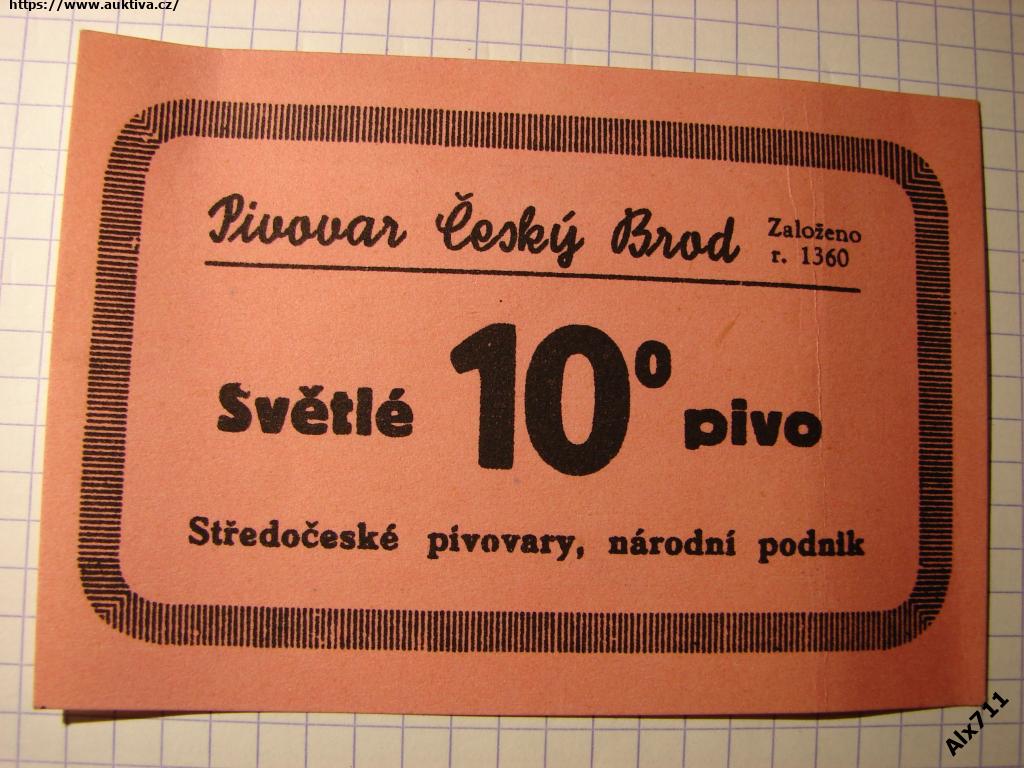 https://www.auktiva.cz/
Pivovar Český Brod
Založeno
r. 1360
Světlé 10° pivo
Středočeské pivovary, národní podnik
Alx711